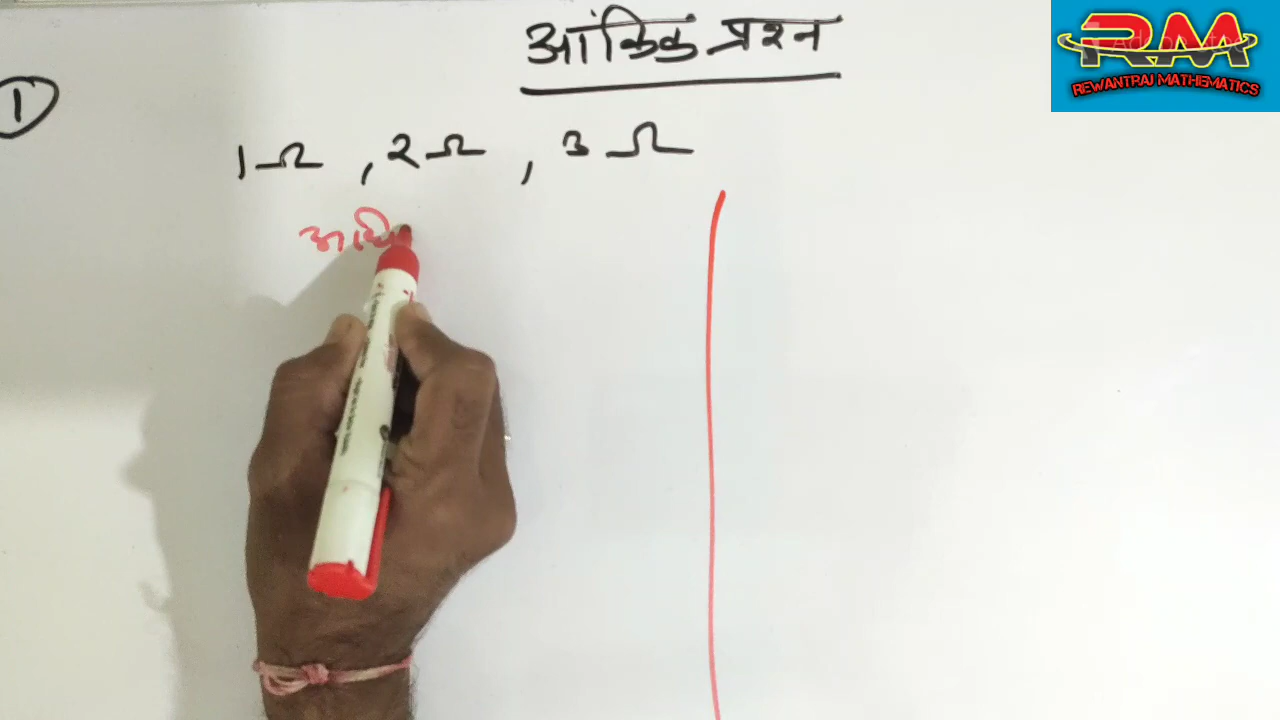 आंकिक प्रश्न
RM
REWANTRAJ MATHEMATICS
1
1Ω , 2Ω , 3Ω